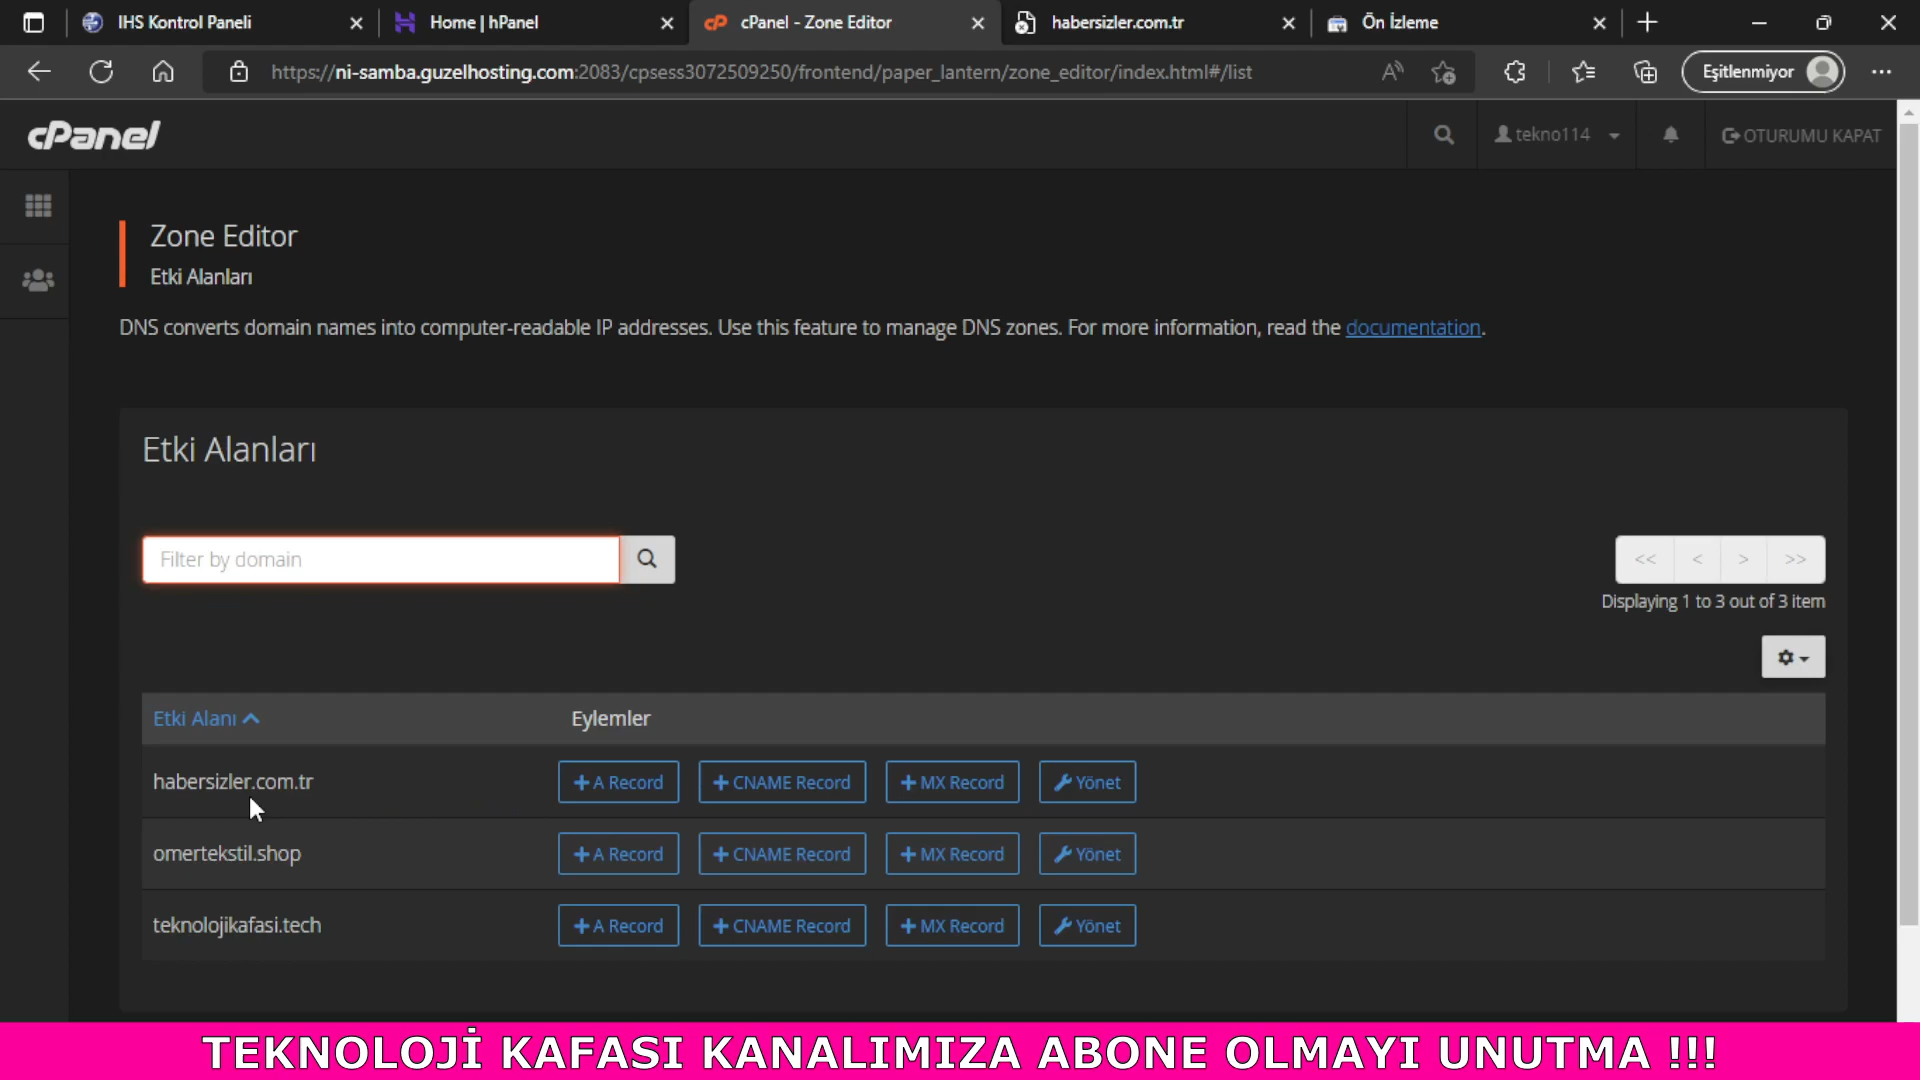 IHS Kontrol Paneli
Home | hPanel
cPanel - Zone Editor
habersizler.com.tr
Ön İzleme
https://ni-samba.guzelhosting.com:2083/cpsess3072509250/frontend/paper_lantern/zone_editor/index.html#/list
Eşitlenmiyor
cPanel
tekno114
OTURUMU KAPAT
Zone Editor
Etki Alanları
DNS converts domain names into computer-readable IP addresses. Use this feature to manage DNS zones. For more information, read the documentation.
Etki Alanları
Filter by domain
<< < > >>
Displaying 1 to 3 out of 3 item
Etki Alanı Eylemler
habersizler.com.tr + A Record + CNAME Record + MX Record Yönet
omertekstil.shop + A Record + CNAME Record + MX Record Yönet
teknolojikafasi.tech + A Record + CNAME Record + MX Record Yönet
TEKNOLOJİ KAFASI KANALIMIZA ABONE OLMAYI UNUTMA !!!